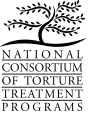 NATIONAL
CONSORTIUM
OF TORTURE
TREATMENT
PROGRAMS